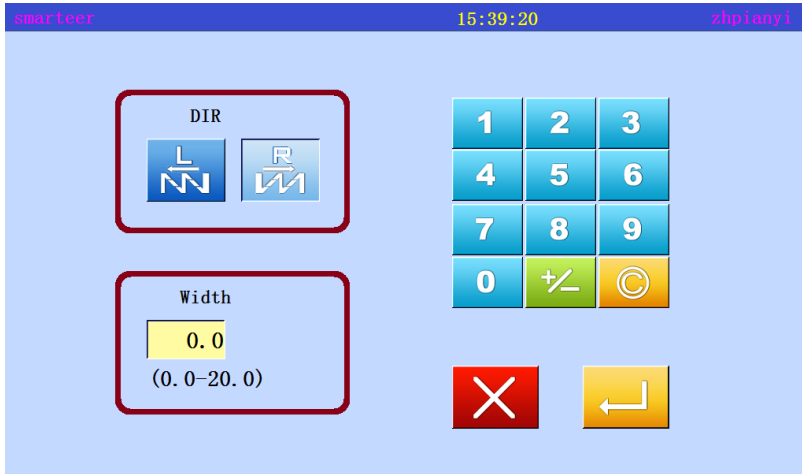 smarteer 15:39:20 zhpianyi
DIR
L R
Width
0.0
(0.0-20.0)
1 2 3
4 5 6
7 8 9
0 +/- ©